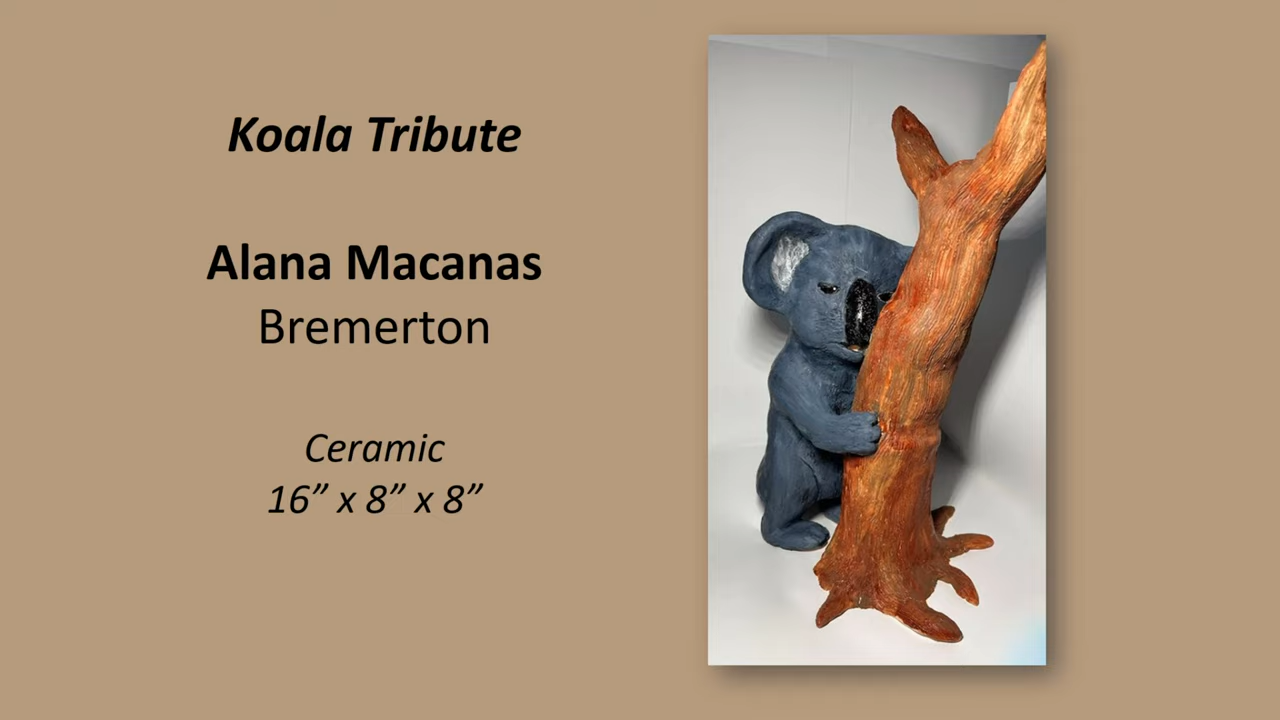 Koala Tribute
Alana Macanas
Bremerton
Ceramic
16” x 8” x 8”